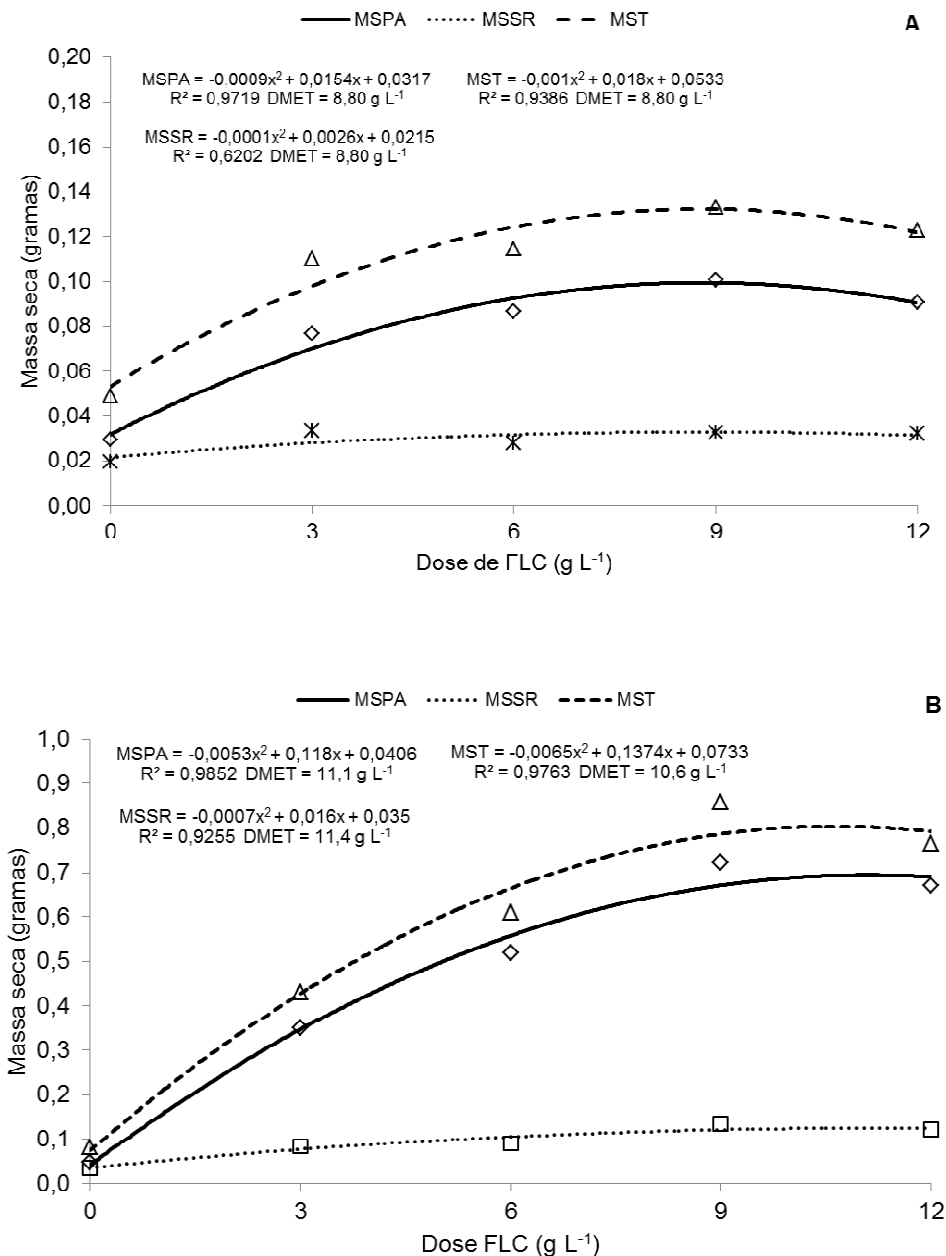 MSPA MSSR MST
A
0,20
0,18
0,16
0,14
0,12
0,10
0,08
0,06
0,04
0,02
0,00
Massa seca (gramas)
MSPA = -0,0009x² + 0,0154x + 0,0317
R² = 0,9719 DMET = 8,80 g L⁻¹
MST = -0,001x² + 0,018x + 0,0533
R² = 0,9386 DMET = 8,80 g L⁻¹
MSSR = -0,0001x² + 0,0026x + 0,0215
R² = 0,6202 DMET = 8,80 g L⁻¹
0 3 6 9 12
Dose de FLC (g L⁻¹)
MSPA MSSR MST
B
1,0
0,9
0,8
0,7
0,6
0,5
0,4
0,3
0,2
0,1
0,0
Massa seca (gramas)
MSPA = -0,0053x² + 0,118x + 0,0406
R² = 0,9852 DMET = 11,1 g L⁻¹
MST = -0,0065x² + 0,1374x + 0,0733
R² = 0,9763 DMET = 10,6 g L⁻¹
MSSR = -0,0007x² + 0,016x + 0,035
R² = 0,9255 DMET = 11,4 g L⁻¹
0 3 6 9 12
Dose FLC (g L⁻¹)